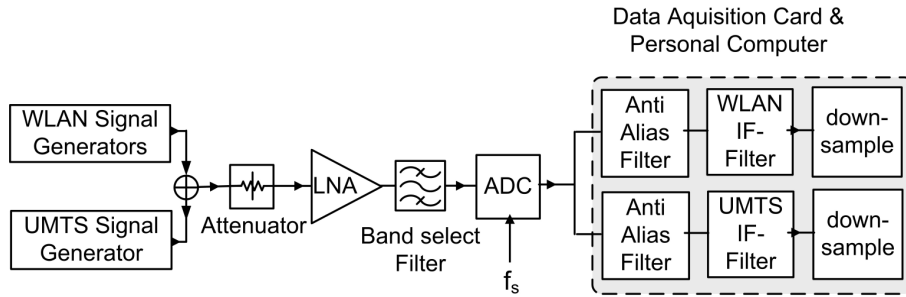 Data Aquisition Card &
Personal Computer
WLAN Signal
Generators
UMTS Signal
Generator
Attenuator
LNA
Band select
Filter
ADC
fs
Anti
Alias
Filter
WLAN
IF-
Filter
down-
sample
Anti
Alias
Filter
UMTS
IF-
Filter
down-
sample